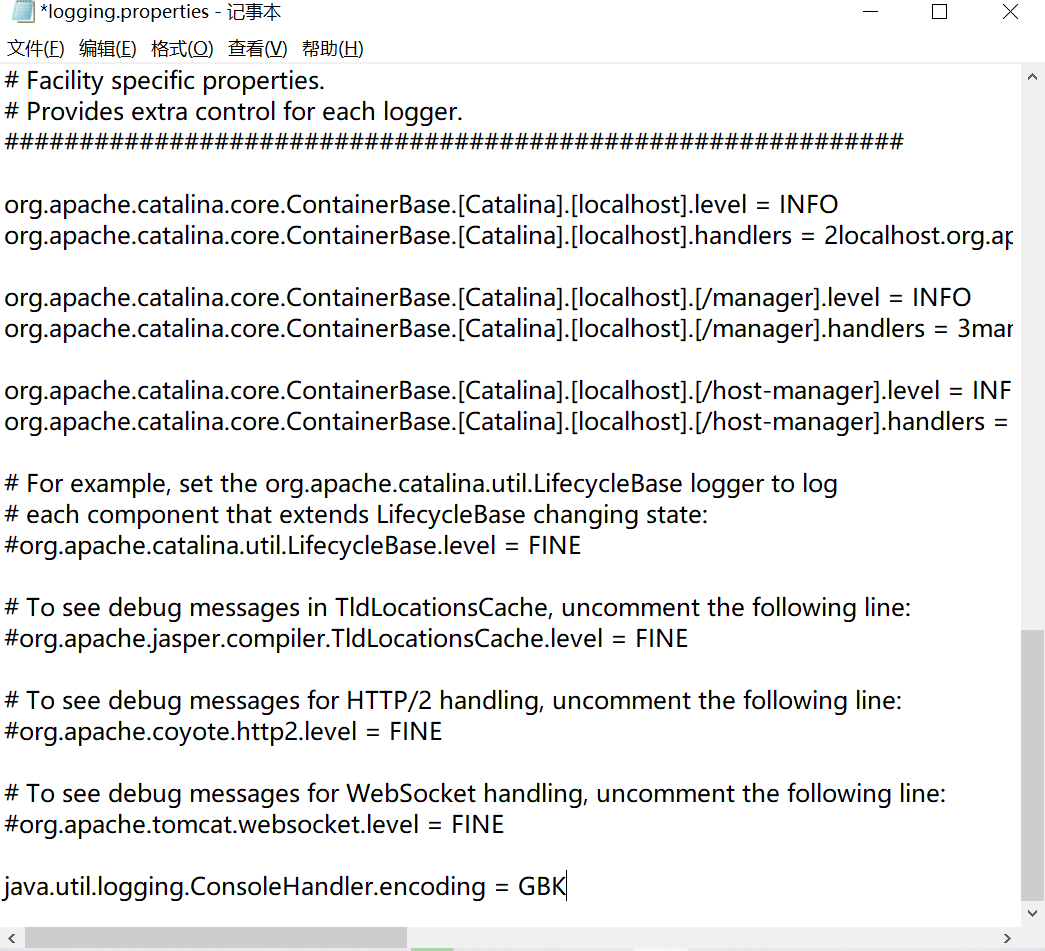 *logging.properties - 记事本
文件(F) 编辑(E) 格式(O) 查看(V) 帮助(H)
# Facility specific properties.
# Provides extra control for each logger.
############################################################
org.apache.catalina.core.ContainerBase.[Catalina].[localhost].level = INFO
org.apache.catalina.core.ContainerBase.[Catalina].[localhost].handlers = 2localhost.org.ap
org.apache.catalina.core.ContainerBase.[Catalina].[localhost].[/manager].level = INFO
org.apache.catalina.core.ContainerBase.[Catalina].[localhost].[/manager].handlers = 3mar
org.apache.catalina.core.ContainerBase.[Catalina].[localhost].[/host-manager].level = INF
org.apache.catalina.core.ContainerBase.[Catalina].[localhost].[/host-manager].handlers =
# For example, set the org.apache.catalina.util.LifecycleBase logger to log
# each component that extends LifecycleBase changing state:
#org.apache.catalina.util.LifecycleBase.level = FINE
# To see debug messages in TldLocationsCache, uncomment the following line:
#org.apache.jasper.compiler.TldLocationsCache.level = FINE
# To see debug messages for HTTP/2 handling, uncomment the following line:
#org.apache.coyote.http2.level = FINE
# To see debug messages for WebSocket handling, uncomment the following line:
#org.apache.tomcat.websocket.level = FINE
java.util.logging.ConsoleHandler.encoding = GBK